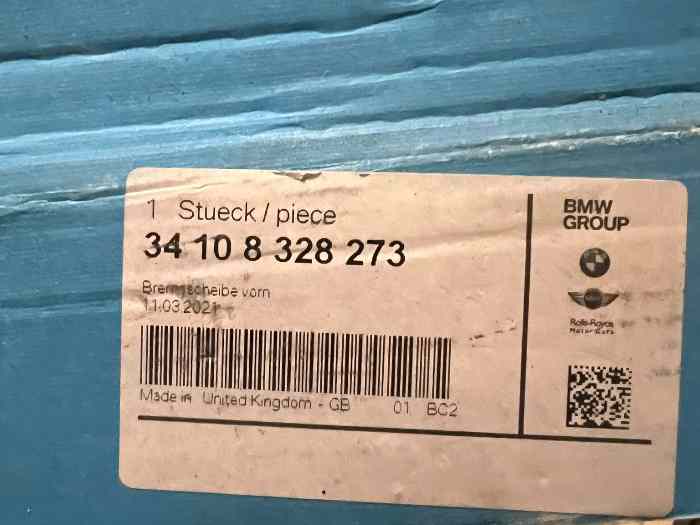 1 Stueck / piece
34 10 8 328 273
Bremsscheibe vorn
11.03.2021
Made in United Kingdom - GB 01 BC2
BMW
GROUP
Rolls-Royce
Motor Cars